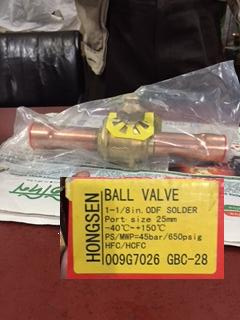 HONGSEN
BALL VALVE
1-1/8in. ODF SOLDER
Port size 25mm
-40℃~+150℃
PS/MWP=45bar/650psig
HFC/HCFC
009G7026 GBC-28